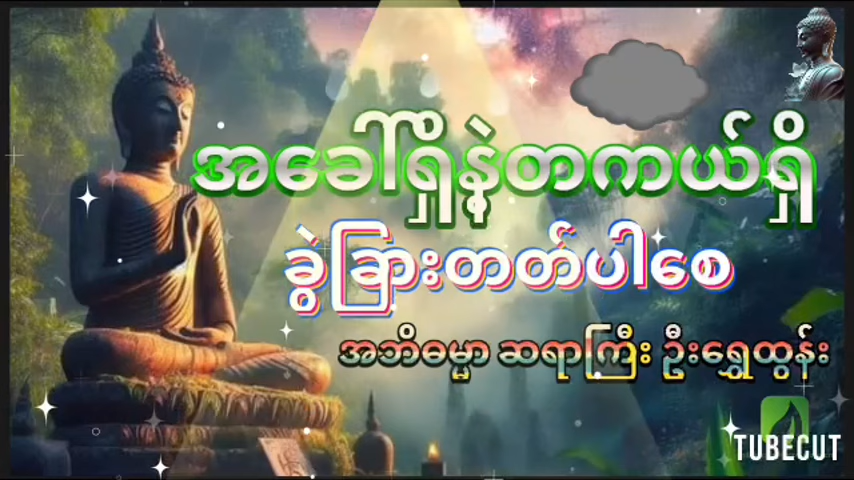 အခေါ်ရှိနဲ့တကယ်ရှိ
ခွဲခြားတတ်ပါစေ
အဘိဓမ္မာ ဆရာကြီး ဦးရွှေထွန်း
TUBECUT